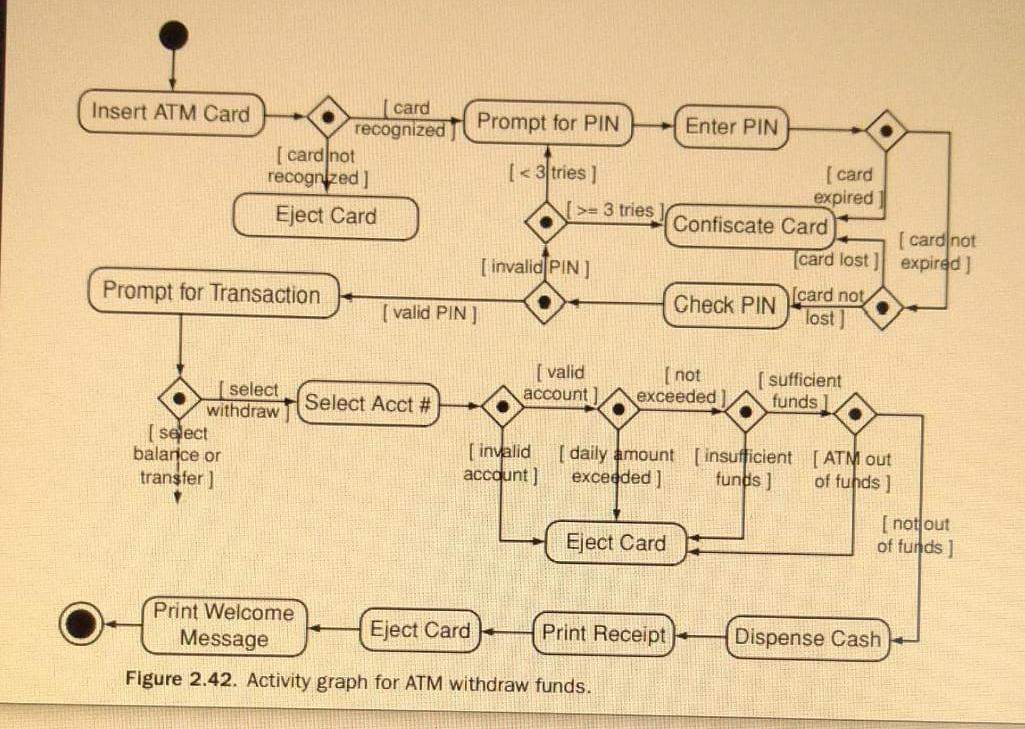 Insert ATM Card
[ card
recognized ]
Prompt for PIN
Enter PIN
[ card not
recognized ]
Eject Card
[ < 3 tries ]
[ >= 3 tries ]
[ card
expired ]
Confiscate Card
[ card not
expired ]
[card lost ]
[ invalid PIN ]
Prompt for Transaction
[ valid PIN ]
Check PIN
[card not
lost ]
[ select
withdraw ]
Select Acct #
[ valid
account ]
[ not
exceeded ]
[ sufficient
funds ]
[ select
balance or
transfer ]
[ invalid
account ]
[ daily amount
exceeded ]
[ insufficient
funds ]
[ ATM out
of funds ]
Eject Card
[ not out
of funds ]
Print Welcome
Message
Eject Card
Print Receipt
Dispense Cash
Figure 2.42. Activity graph for ATM withdraw funds.